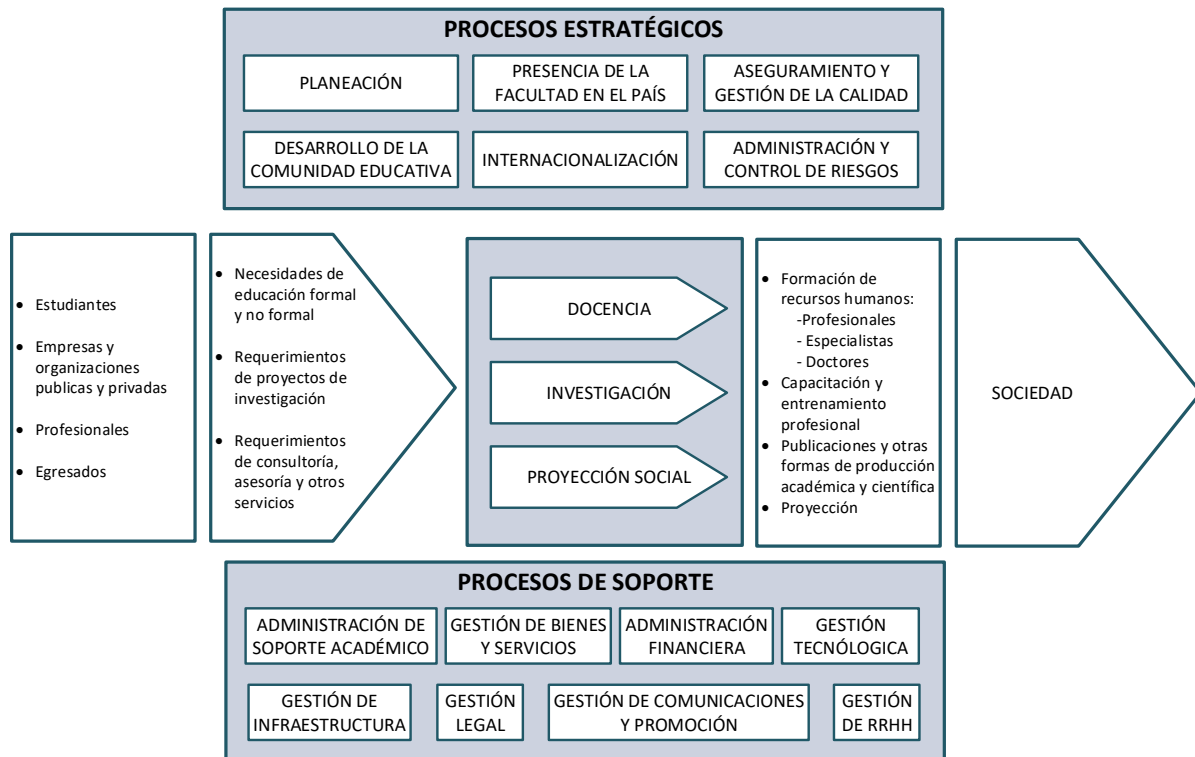 PROCESOS ESTRATÉGICOS
PLANEACIÓN
PRESENCIA DE LA
FACULTAD EN EL PAÍS
ASEGURAMIENTO Y
GESTIÓN DE LA CALIDAD
DESARROLLO DE LA
COMUNIDAD EDUCATIVA
INTERNACIONALIZACIÓN
ADMINISTRACIÓN Y
CONTROL DE RIESGOS
• Estudiantes
• Empresas y
organizaciones
publicas y privadas
• Profesionales
• Egresados
• Necesidades de
educación formal
y no formal
• Requerimientos
de proyectos de
investigación
• Requerimientos
de consultoría,
asesoría y otros
servicios
DOCENCIA
INVESTIGACIÓN
PROYECCIÓN SOCIAL
• Formación de
recursos humanos:
-Profesionales
- Especialistas
- Doctores
• Capacitación y
entrenamiento
profesional
• Publicaciones y otras
formas de producción
académica y científica
• Proyección
SOCIEDAD
PROCESOS DE SOPORTE
ADMINISTRACIÓN DE
SOPORTE ACADÉMICO
GESTIÓN DE BIENES
Y SERVICIOS
ADMINISTRACIÓN
FINANCIERA
GESTIÓN
TECNÓLOGICA
GESTIÓN DE
INFRAESTRUCTURA
GESTIÓN
LEGAL
GESTIÓN DE COMUNICACIONES
Y PROMOCIÓN
GESTIÓN
DE RRHH